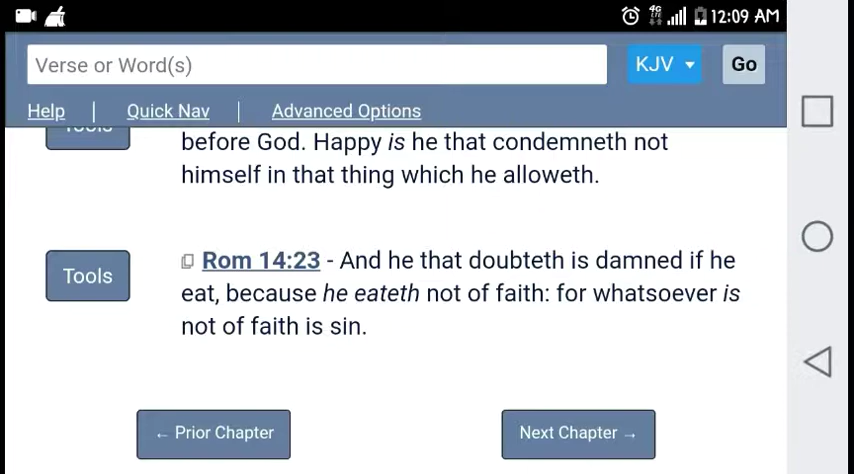 4G
LTE
12:09 AM
Verse or Word(s)
KJV
Go
Help | Quick Nav | Advanced Options
Tools
before God. Happy is he that condemneth not
himself in that thing which he alloweth.
Tools
Rom 14:23 - And he that doubteth is damned if he
eat, because he eateth not of faith: for whatsoever is
not of faith is sin.
← Prior Chapter
Next Chapter →